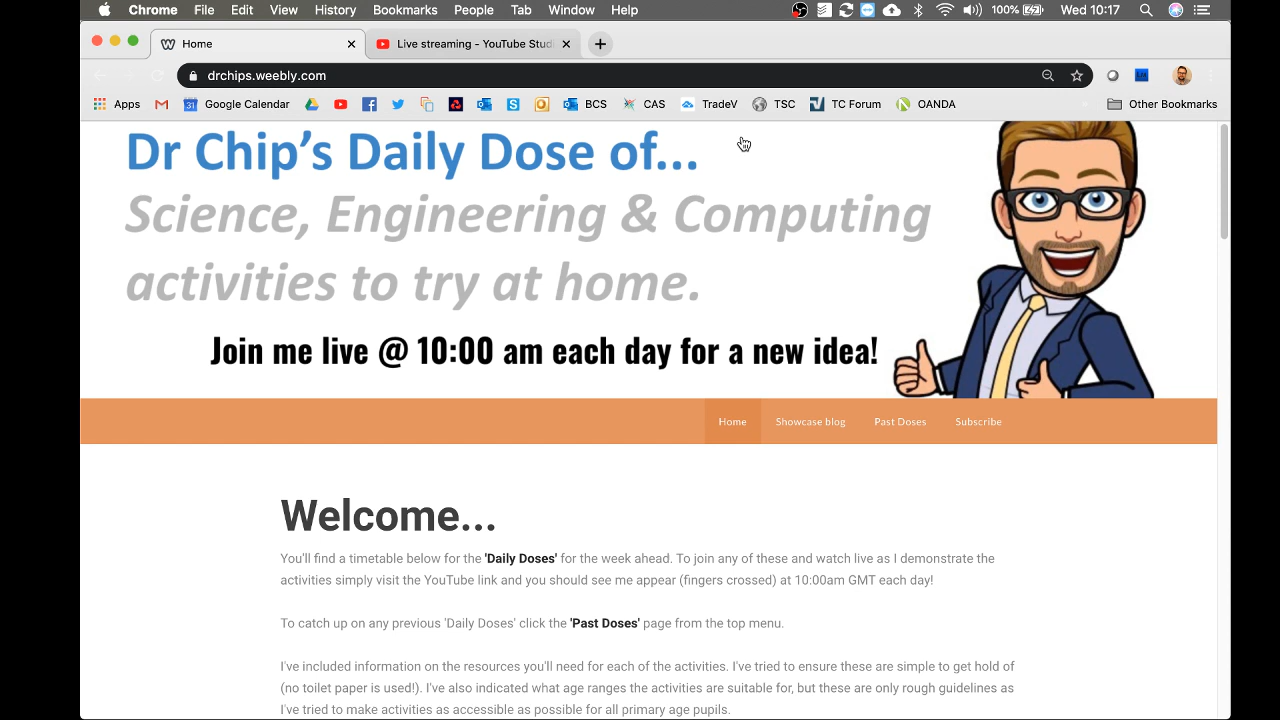 Chrome File Edit View History Bookmarks People Tab Window Help 100% Wed 10:17
Home Live streaming - YouTube Studi
drchips.weebly.com
Apps Google Calendar BCS CAS TradeV TSC TC Forum OANDA Other Bookmarks
Dr Chip’s Daily Dose of...
Science, Engineering & Computing
activities to try at home.
Join me live @ 10:00 am each day for a new idea!
Home Showcase blog Past Doses Subscribe
Welcome...
You'll find a timetable below for the 'Daily Doses' for the week ahead. To join any of these and watch live as I demonstrate the
activities simply visit the YouTube link and you should see me appear (fingers crossed) at 10:00am GMT each day!
To catch up on any previous 'Daily Doses' click the 'Past Doses' page from the top menu.
I've included information on the resources you'll need for each of the activities. I've tried to ensure these are simple to get hold of
(no toilet paper is used!). I've also indicated what age ranges the activities are suitable for, but these are only rough guidelines as
I've tried to make activities as accessible as possible for all primary age pupils.